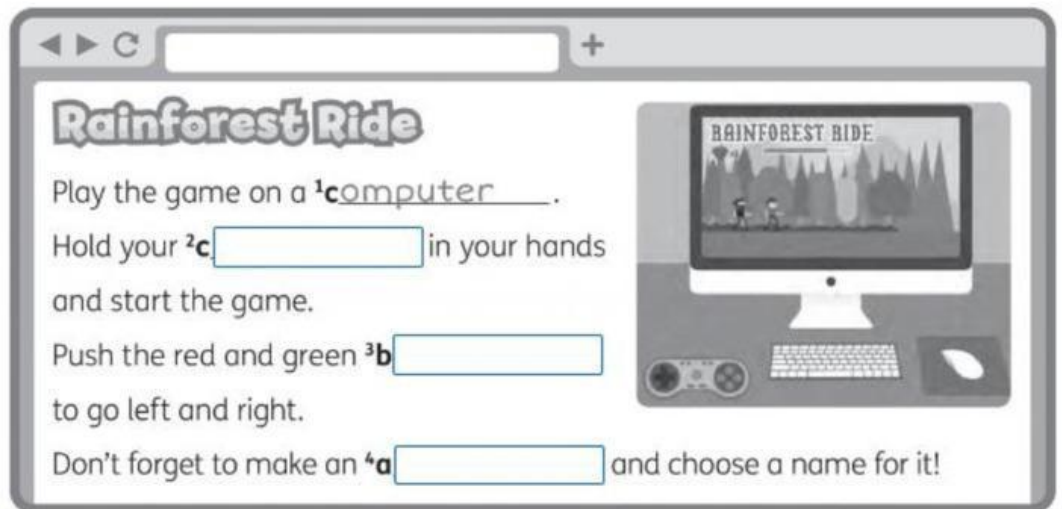 Rainforest Ride
RAINFOREST RIDE
Play the game on a ¹computer.
Hold your ²c in your hands
and start the game.
Push the red and green ³b
to go left and right.
Don't forget to make an ⁴a and choose a name for it!